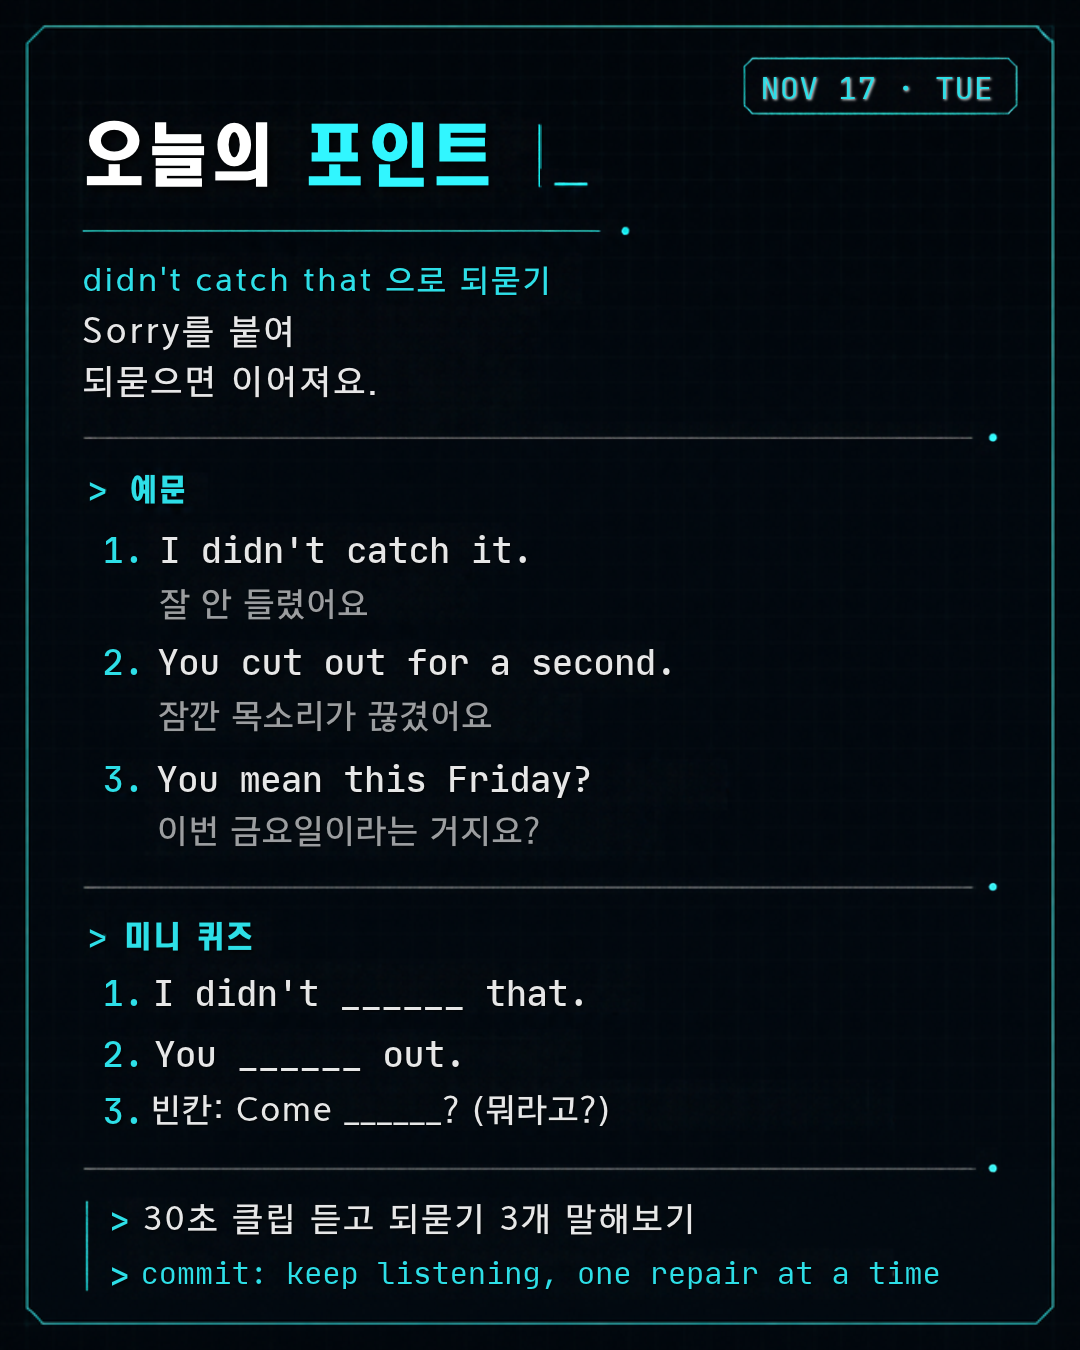 NOV 17 · TUE
오늘의 포인트 |_
didn't catch that 으로 되묻기
Sorry를 붙여
되묻으면 이어져요.
> 예문
1. I didn't catch it.
잘 안 들렸어요
2. You cut out for a second.
잠깐 목소리가 끊겼어요
3. You mean this Friday?
이번 금요일이라는 거지요?
> 미니 퀴즈
1. I didn't ______ that.
2. You ______ out.
3. 빈칸: Come ______? (뭐라고?)
> 30초 클립 듣고 되묻기 3개 말해보기
> commit: keep listening, one repair at a time